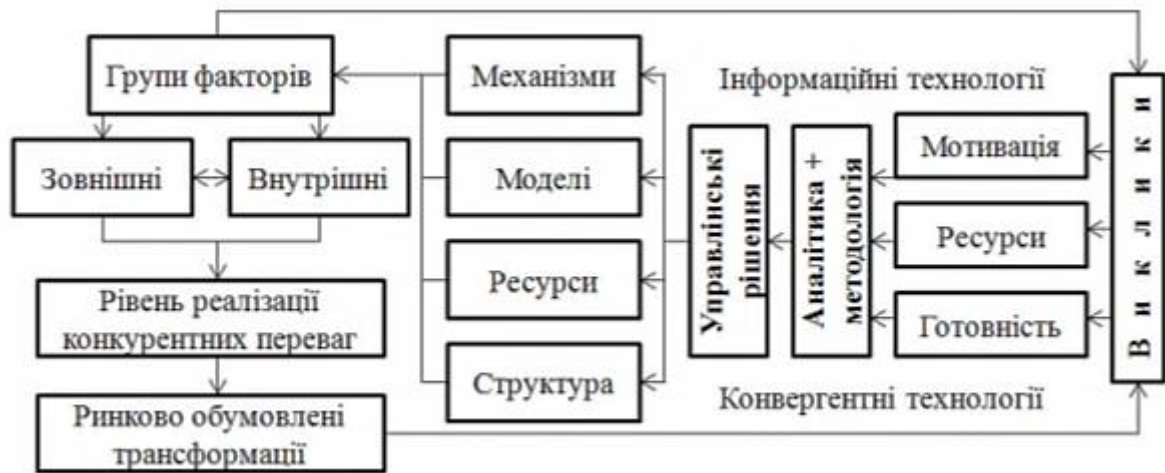 Групи факторів
Зовнішні
Внутрішні
Рівень реалізації
конкурентних переваг
Ринково обумовлені
трансформації
Механізми
Моделі
Ресурси
Структура
Інформаційні технології
Управлінські
рішення
Аналітика +
методологія
Мотивація
Ресурси
Готовність
Конвергентні технології
Виклики